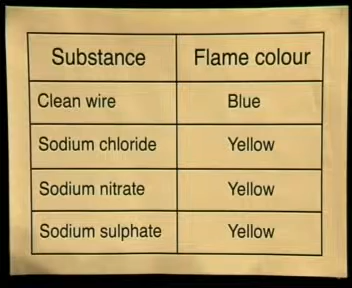 Substance Flame colour
Clean wire Blue
Sodium chloride Yellow
Sodium nitrate Yellow
Sodium sulphate Yellow